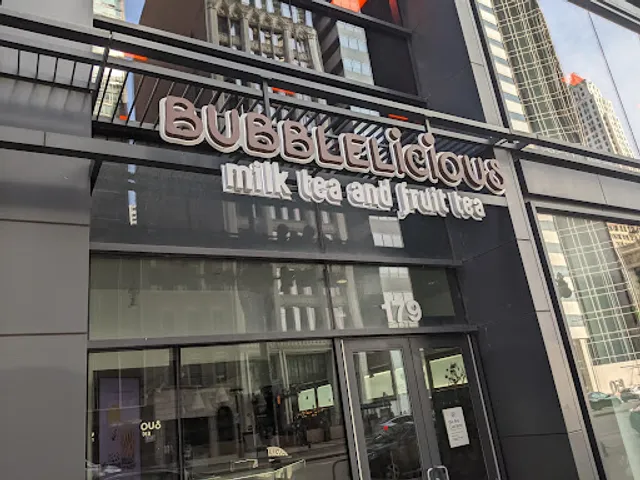 BUBBLELiCiOUS
milk tea and fruit tea
179